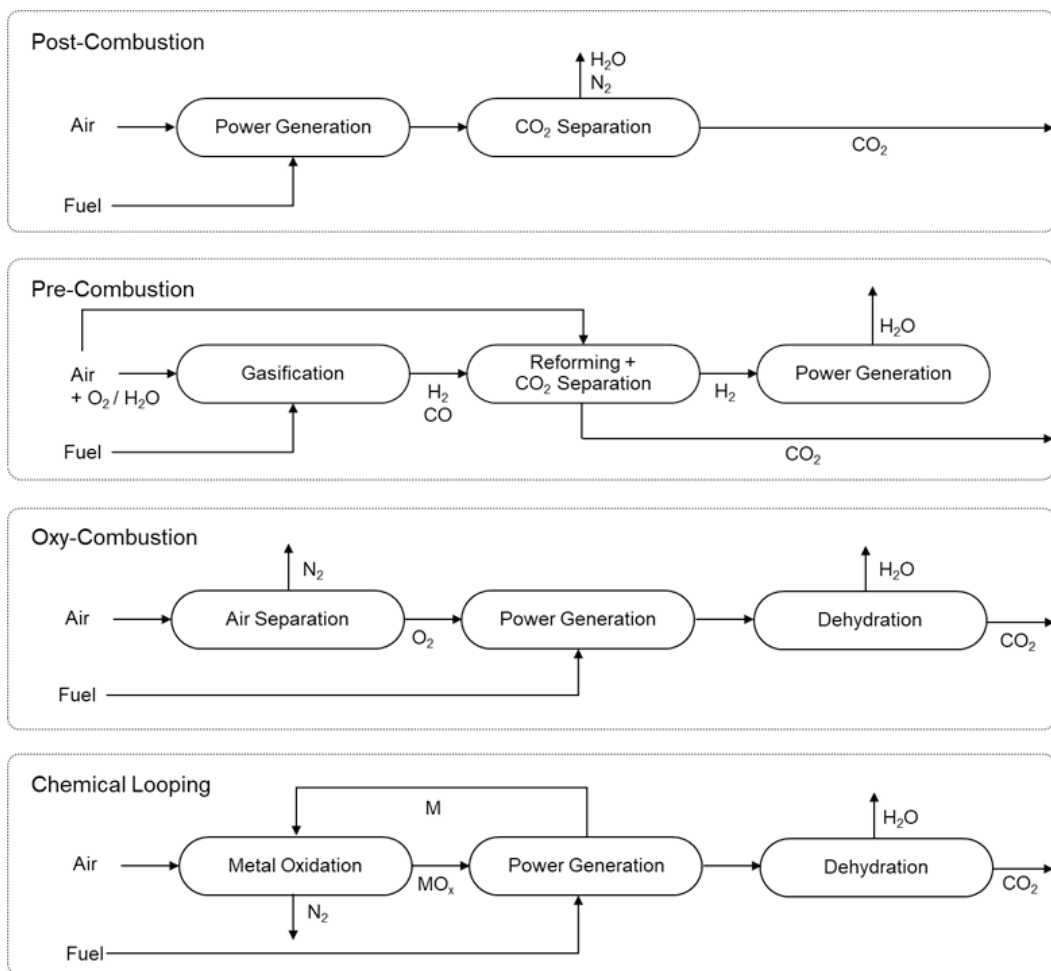 Post-Combustion
H₂O
N₂
Air
Power Generation
CO₂ Separation
CO₂
Fuel
Pre-Combustion
H₂O
Air
+ O₂ / H₂O
Gasification
H₂
CO
Reforming +
CO₂ Separation
H₂
Power Generation
Fuel
CO₂
Oxy-Combustion
N₂
H₂O
Air
Air Separation
O₂
Power Generation
Dehydration
CO₂
Fuel
Chemical Looping
M
H₂O
Air
Metal Oxidation
MOₓ
Power Generation
Dehydration
CO₂
N₂
Fuel